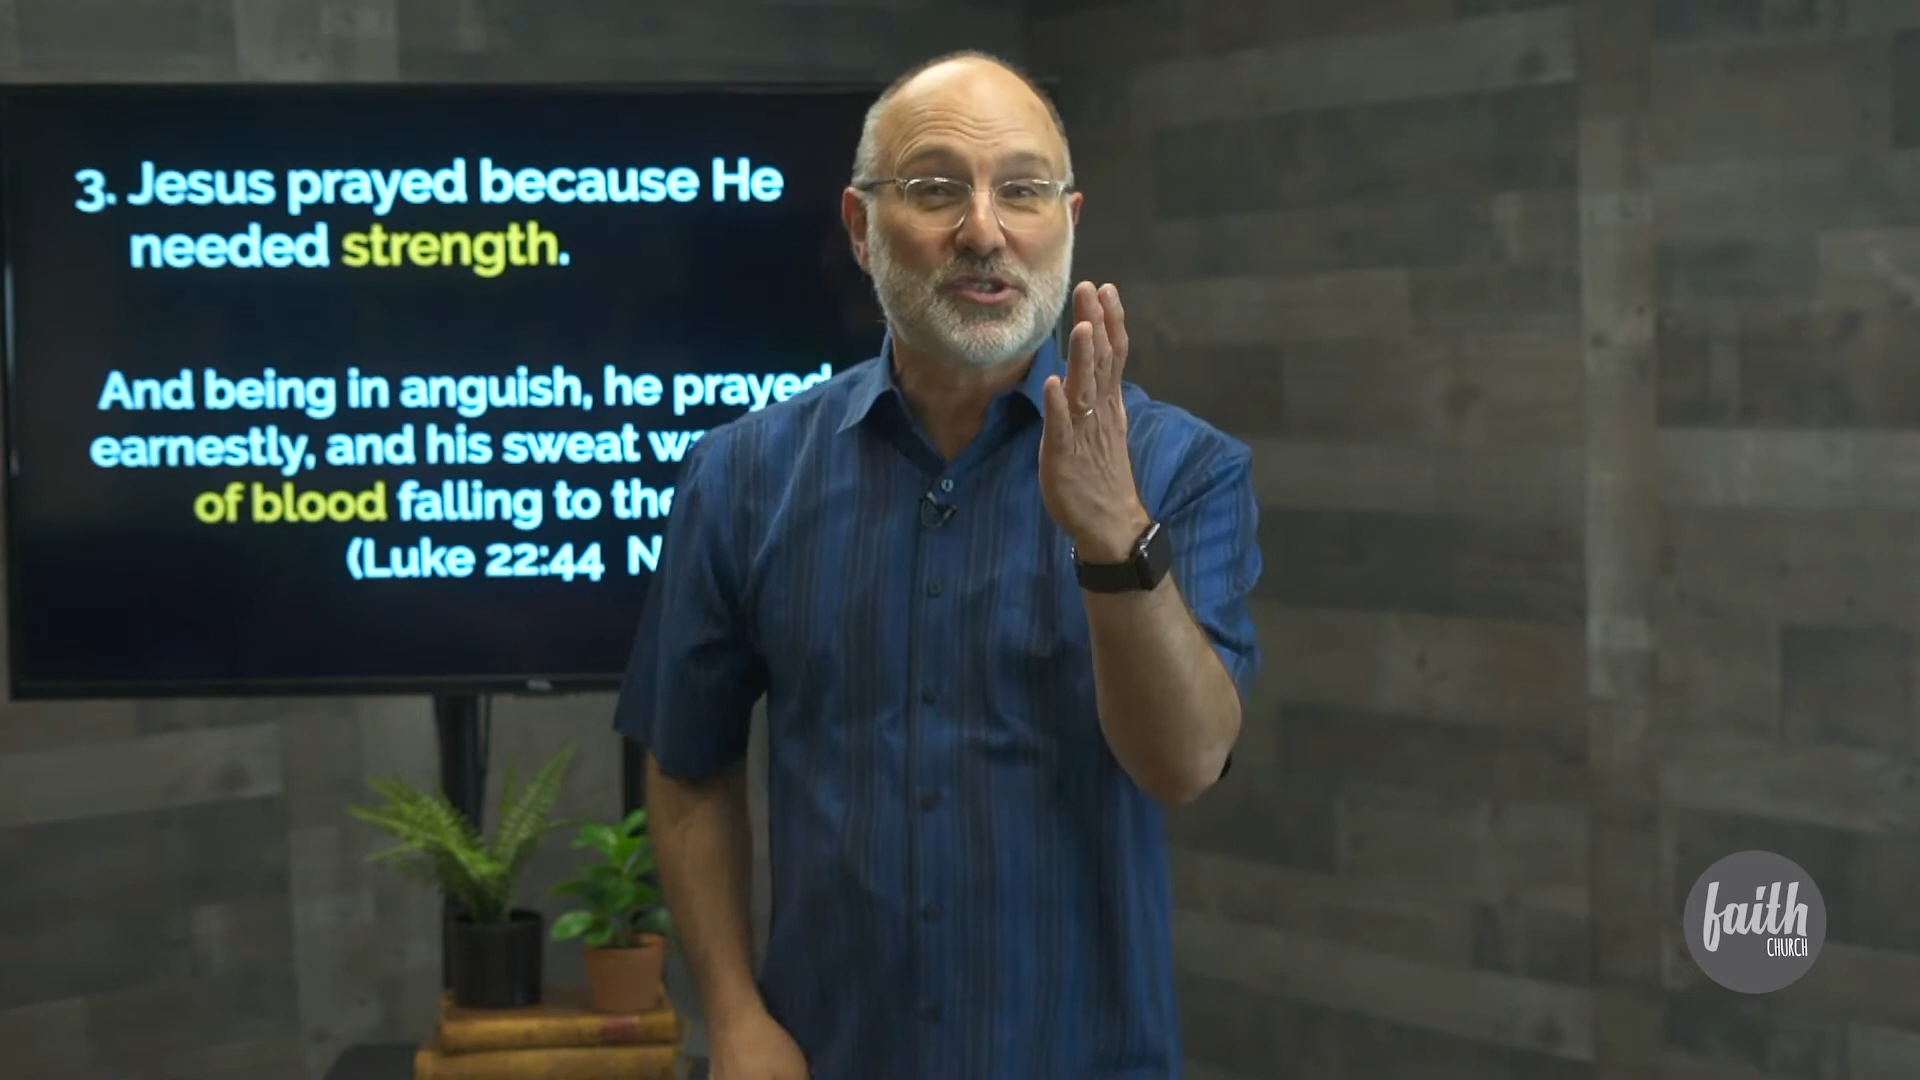 3. Jesus prayed because He
needed strength.
And being in anguish, he prayed
earnestly, and his sweat
of blood falling to the
(Luke 22:44
faith
CHURCH